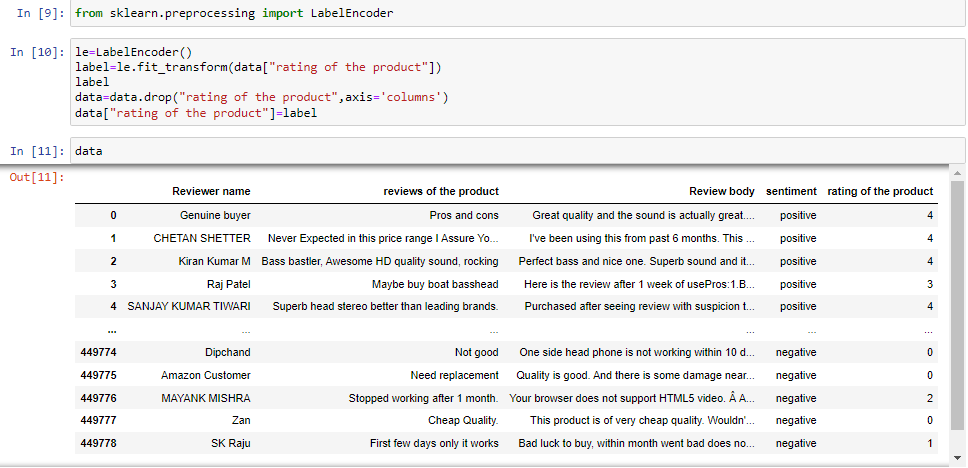 In [9]: from sklearn.preprocessing import LabelEncoder
In [10]: le=LabelEncoder()
label=le.fit_transform(data["rating of the product"])
label
data=data.drop("rating of the product",axis='columns')
data["rating of the product"]=label
In [11]: data
Out[11]:
Reviewer name reviews of the product Review body sentiment rating of the product
0 Genuine buyer Pros and cons Great quality and the sound is actually great.... positive 4
1 CHETAN SHETTER Never Expected in this price range I Assure Yo... I've been using this from past 6 months. This ... positive 4
2 Kiran Kumar M Bass bastler, Awesome HD quality sound, rocking Perfect bass and nice one. Superb sound and it... positive 4
3 Raj Patel Maybe buy boat basshead Here is the review after 1 week of usePros:1.B... positive 3
4 SANJAY KUMAR TIWARI Superb head stereo better than leading brands. Purchased after seeing review with suspicion t... positive 4
... ... ... ... ... ...
449774 Dipchand Not good One side head phone is not working within 10 d... negative 0
449775 Amazon Customer Need replacement Quality is good. And there is some damage near... negative 0
449776 MAYANK MISHRA Stopped working after 1 month. Your browser does not support HTML5 video. Â A... negative 2
449777 Zan Cheap Quality. This product is of very cheap quality. Wouldn'... negative 0
449778 SK Raju First few days only it works Bad luck to buy, within month went bad does no... negative 1